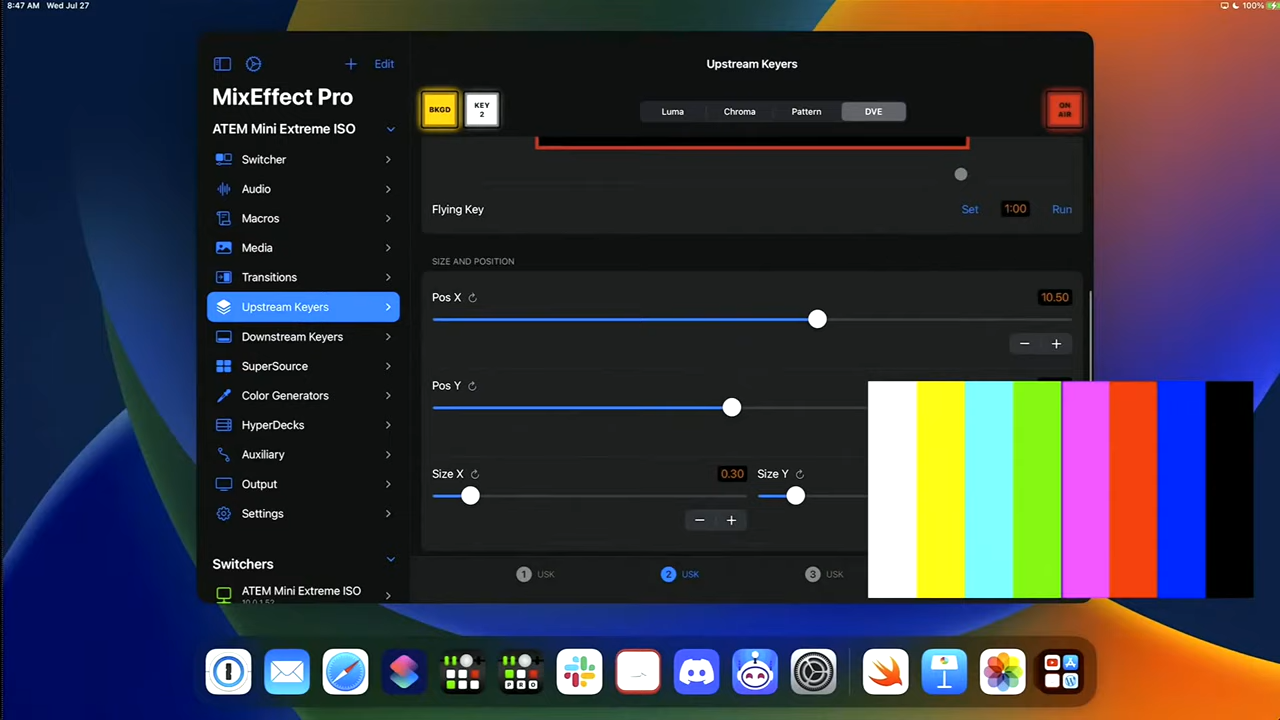 8:47 AM Wed Jul 27
100%
Edit
MixEffect Pro
ATEM Mini Extreme ISO
Switcher
Audio
Macros
Media
Transitions
Upstream Keyers
Downstream Keyers
SuperSource
Color Generators
HyperDecks
Auxiliary
Output
Settings
Switchers
ATEM Mini Extreme ISO
Upstream Keyers
BKGD
KEY
2
Luma
Chroma
Pattern
DVE
ON
AIR
Flying Key
Set
1:00
Run
SIZE AND POSITION
Pos X
10.50
Pos Y
Size X
0.30
Size Y
1 USK
2 USK
3 USK
PRO